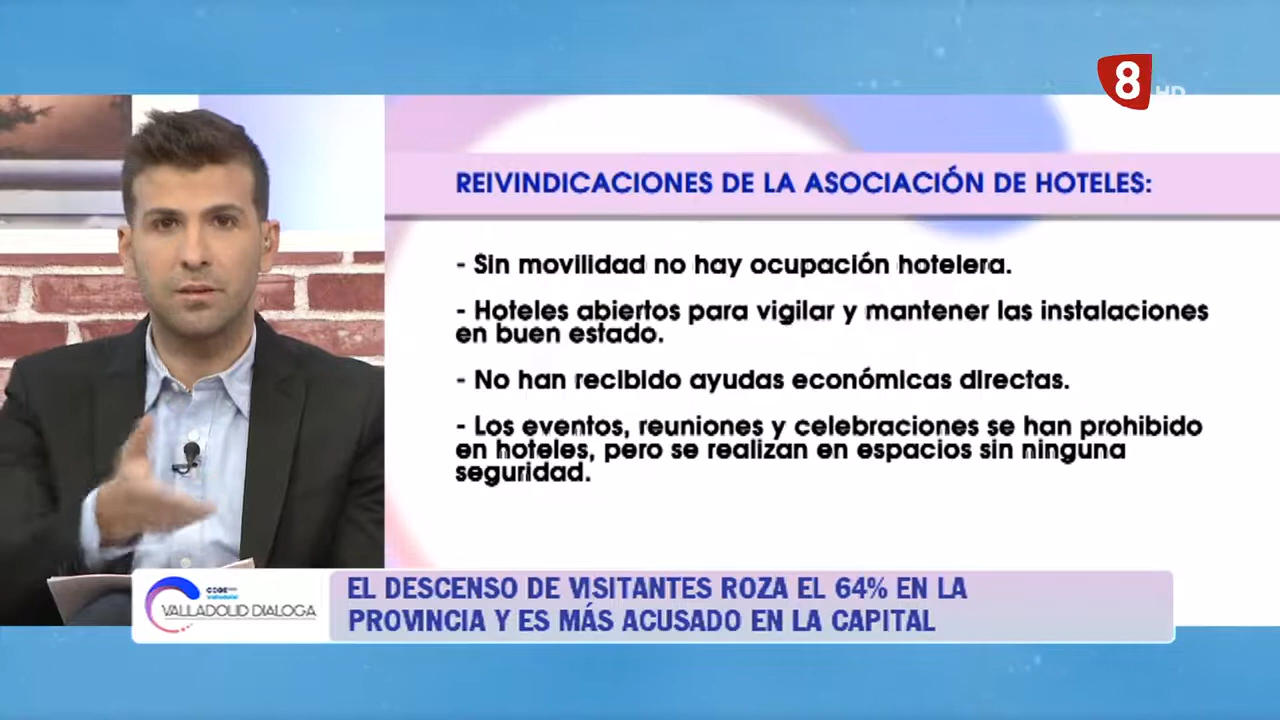 8
HD
REIVINDICACIONES DE LA ASOCIACIÓN DE HOTELES:
- Sin movilidad no hay ocupación hotelera.
- Hoteles abiertos para vigilar y mantener las instalaciones
en buen estado.
- No han recibido ayudas económicas directas.
- Los eventos, reuniones y celebraciones se han prohibido
en hoteles, pero se realizan en espacios sin ninguna
seguridad.
EL DESCENSO DE VISITANTES ROZA EL 64% EN LA
PROVINCIA Y ES MÁS ACUSADO EN LA CAPITAL
VALLADOLID DIALOGA